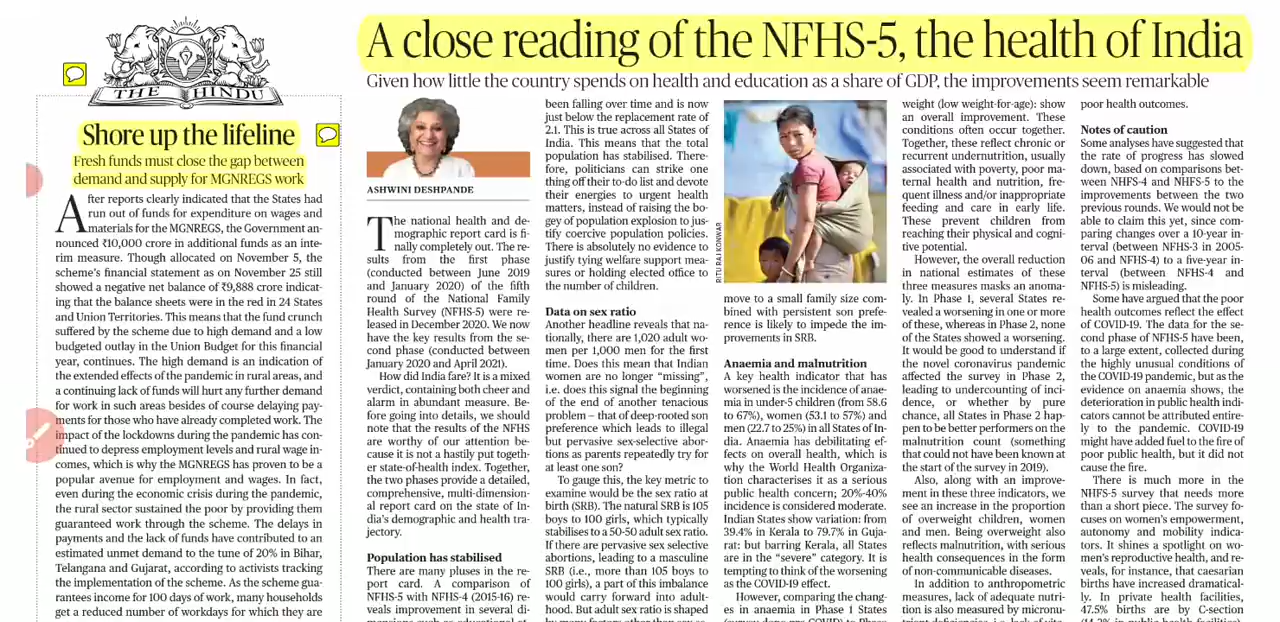 THE HINDU
Shore up the lifeline
Fresh funds must close the gap between
demand and supply for MGNREGS work
After reports clearly indicated that the States had
run out of funds for expenditure on wages and
materials for the MGNREGS, the Government an-
nounced ₹10,000 crore in additional funds as an inte-
rim measure. Though allocated on November 5, the
scheme's financial statement as on November 25 still
showed a negative net balance of ₹9,888 crore indicat-
ing that the balance sheets were in the red in 24 States
and Union Territories. This means that the fund crunch
suffered by the scheme due to high demand and a low
budgeted outlay in the Union Budget for this financial
year, continues. The high demand is an indication of
the extended effects of the pandemic in rural areas, and
a continuing lack of funds will hurt any further demand
for work in such areas besides of course delaying pay-
ments for those who have already completed work. The
impact of the lockdowns during the pandemic has con-
tinued to depress employment levels and rural wage in-
comes, which is why the MGNREGS has proven to be a
popular avenue for employment and wages. In fact,
even during the economic crisis during the pandemic,
the rural sector sustained the poor by providing them
guaranteed work through the scheme. The delays in
payments and the lack of funds have contributed to an
estimated unmet demand to the tune of 20% in Bihar,
Telangana and Gujarat, according to activists tracking
the implementation of the scheme. As the scheme gua-
rantees income for 100 days of work, many households
get a reduced number of workdays for which they are
A close reading of the NFHS-5, the health of India
Given how little the country spends on health and education as a share of GDP, the improvements seem remarkable
ASHWINI DESHPANDE
The national health and de-
mographic report card is fi-
nally completely out. The re-
sults from the first phase
(conducted between June 2019
and January 2020) of the fifth
round of the National Family
Health Survey (NFHS-5) were re-
leased in December 2020. We now
have the key results from the se-
cond phase (conducted between
January 2020 and April 2021).
How did India fare? It is a mixed
verdict, containing both cheer and
alarm in abundant measure. Be-
fore going into details, we should
note that the results of the NFHS
are worthy of our attention be-
cause it is not a hastily put togeth-
er state-of-health index. Together,
the two phases provide a detailed,
comprehensive, multi-dimension-
al report card on the state of In-
dia's demographic and health tra-
jectory.
Population has stabilised
There are many pluses in the re-
port card. A comparison of
NFHS-5 with NFHS-4 (2015-16) re-
veals improvement in several di-
been falling over time and is now
just below the replacement rate of
2.1. This is true across all States of
India. This means that the total
population has stabilised. There-
fore, politicians can strike one
thing off their to-do list and devote
their energies to urgent health
matters, instead of raising the bo-
gey of population explosion to jus-
tify coercive population policies.
There is absolutely no evidence to
justify tying welfare support mea-
sures or holding elected office to
the number of children.
Data on sex ratio
Another headline reveals that na-
tionally, there are 1,020 adult wo-
men per 1,000 men for the first
time. Does this mean that Indian
women are no longer "missing",
i.e. does this signal the beginning
of the end of another tenacious
problem – that of deep-rooted son
preference which leads to illegal
but pervasive sex-selective abor-
tions as parents repeatedly try for
at least one son?
To gauge this, the key metric to
examine would be the sex ratio at
birth (SRB). The natural SRB is 105
boys to 100 girls, which typically
stabilises to a 50-50 adult sex ratio.
If there are pervasive sex selective
abortions, leading to a masculine
SRB (i.e., more than 105 boys to
100 girls), a part of this imbalance
would carry forward into adult-
hood. But adult sex ratio is shaped
RITU RAJ KONWAR
move to a small family size com-
bined with persistent son prefe-
rence is likely to impede the im-
provements in SRB.
Anaemia and malnutrition
A key health indicator that has
worsened is the incidence of anae-
mia in under-5 children (from 58.6
to 67%), women (53.1 to 57%) and
men (22.7 to 25%) in all States of In-
dia. Anaemia has debilitating ef-
fects on overall health, which is
why the World Health Organiza-
tion characterises it as a serious
public health concern; 20%-40%
incidence is considered moderate.
Indian States show variation: from
39.4% in Kerala to 79.7% in Guja-
rat: but barring Kerala, all States
are in the "severe" category. It is
tempting to think of the worsening
as the COVID-19 effect.
However, comparing the chang-
es in anaemia in Phase 1 States
weight (low weight-for-age): show
an overall improvement. These
conditions often occur together.
Together, these reflect chronic or
recurrent undernutrition, usually
associated with poverty, poor ma-
ternal health and nutrition, fre-
quent illness and/or inappropriate
feeding and care in early life.
These prevent children from
reaching their physical and cogni-
tive potential.
However, the overall reduction
in national estimates of these
three measures masks an anoma-
ly. In Phase 1, several States re-
vealed a worsening in one or more
of these, whereas in Phase 2, none
of the States showed a worsening.
It would be good to understand if
the novel coronavirus pandemic
affected the survey in Phase 2,
leading to undercounting of inci-
dence, or whether by pure
chance, all States in Phase 2 hap-
pen to be better performers on the
malnutrition count (something
that could not have been known at
the start of the survey in 2019).
Also, along with an improve-
ment in these three indicators, we
see an increase in the proportion
of overweight children, women
and men. Being overweight also
reflects malnutrition, with serious
health consequences in the form
of non-communicable diseases.
In addition to anthropometric
measures, lack of adequate nutri-
tion is also measured by micronu-
poor health outcomes.
Notes of caution
Some analyses have suggested that
the rate of progress has slowed
down, based on comparisons bet-
ween NHFS-4 and NHFS-5 to the
improvements between the two
previous rounds. We would not be
able to claim this yet, since com-
paring changes over a 10-year in-
terval (between NFHS-3 in 2005-
06 and NFHS-4) to a five-year in-
terval (between NFHS-4 and
NFHS-5) is misleading.
Some have argued that the poor
health outcomes reflect the effect
of COVID-19. The data for the se-
cond phase of NFHS-5 have been,
to a large extent, collected during
the highly unusual conditions of
the COVID-19 pandemic, but as the
evidence on anaemia shows, the
deterioration in public health indi-
cators cannot be attributed entire-
ly to the pandemic. COVID-19
might have added fuel to the fire of
poor public health, but it did not
cause the fire.
There is much more in the
NHFS-5 survey that needs more
than a short piece. The survey fo-
cuses on women's empowerment,
autonomy and mobility indica-
tors. It shines a spotlight on wo-
men's reproductive health, and re-
veals, for instance, that caesarian
births have increased dramatical-
ly. In private health facilities,
47.5% births are by C-section